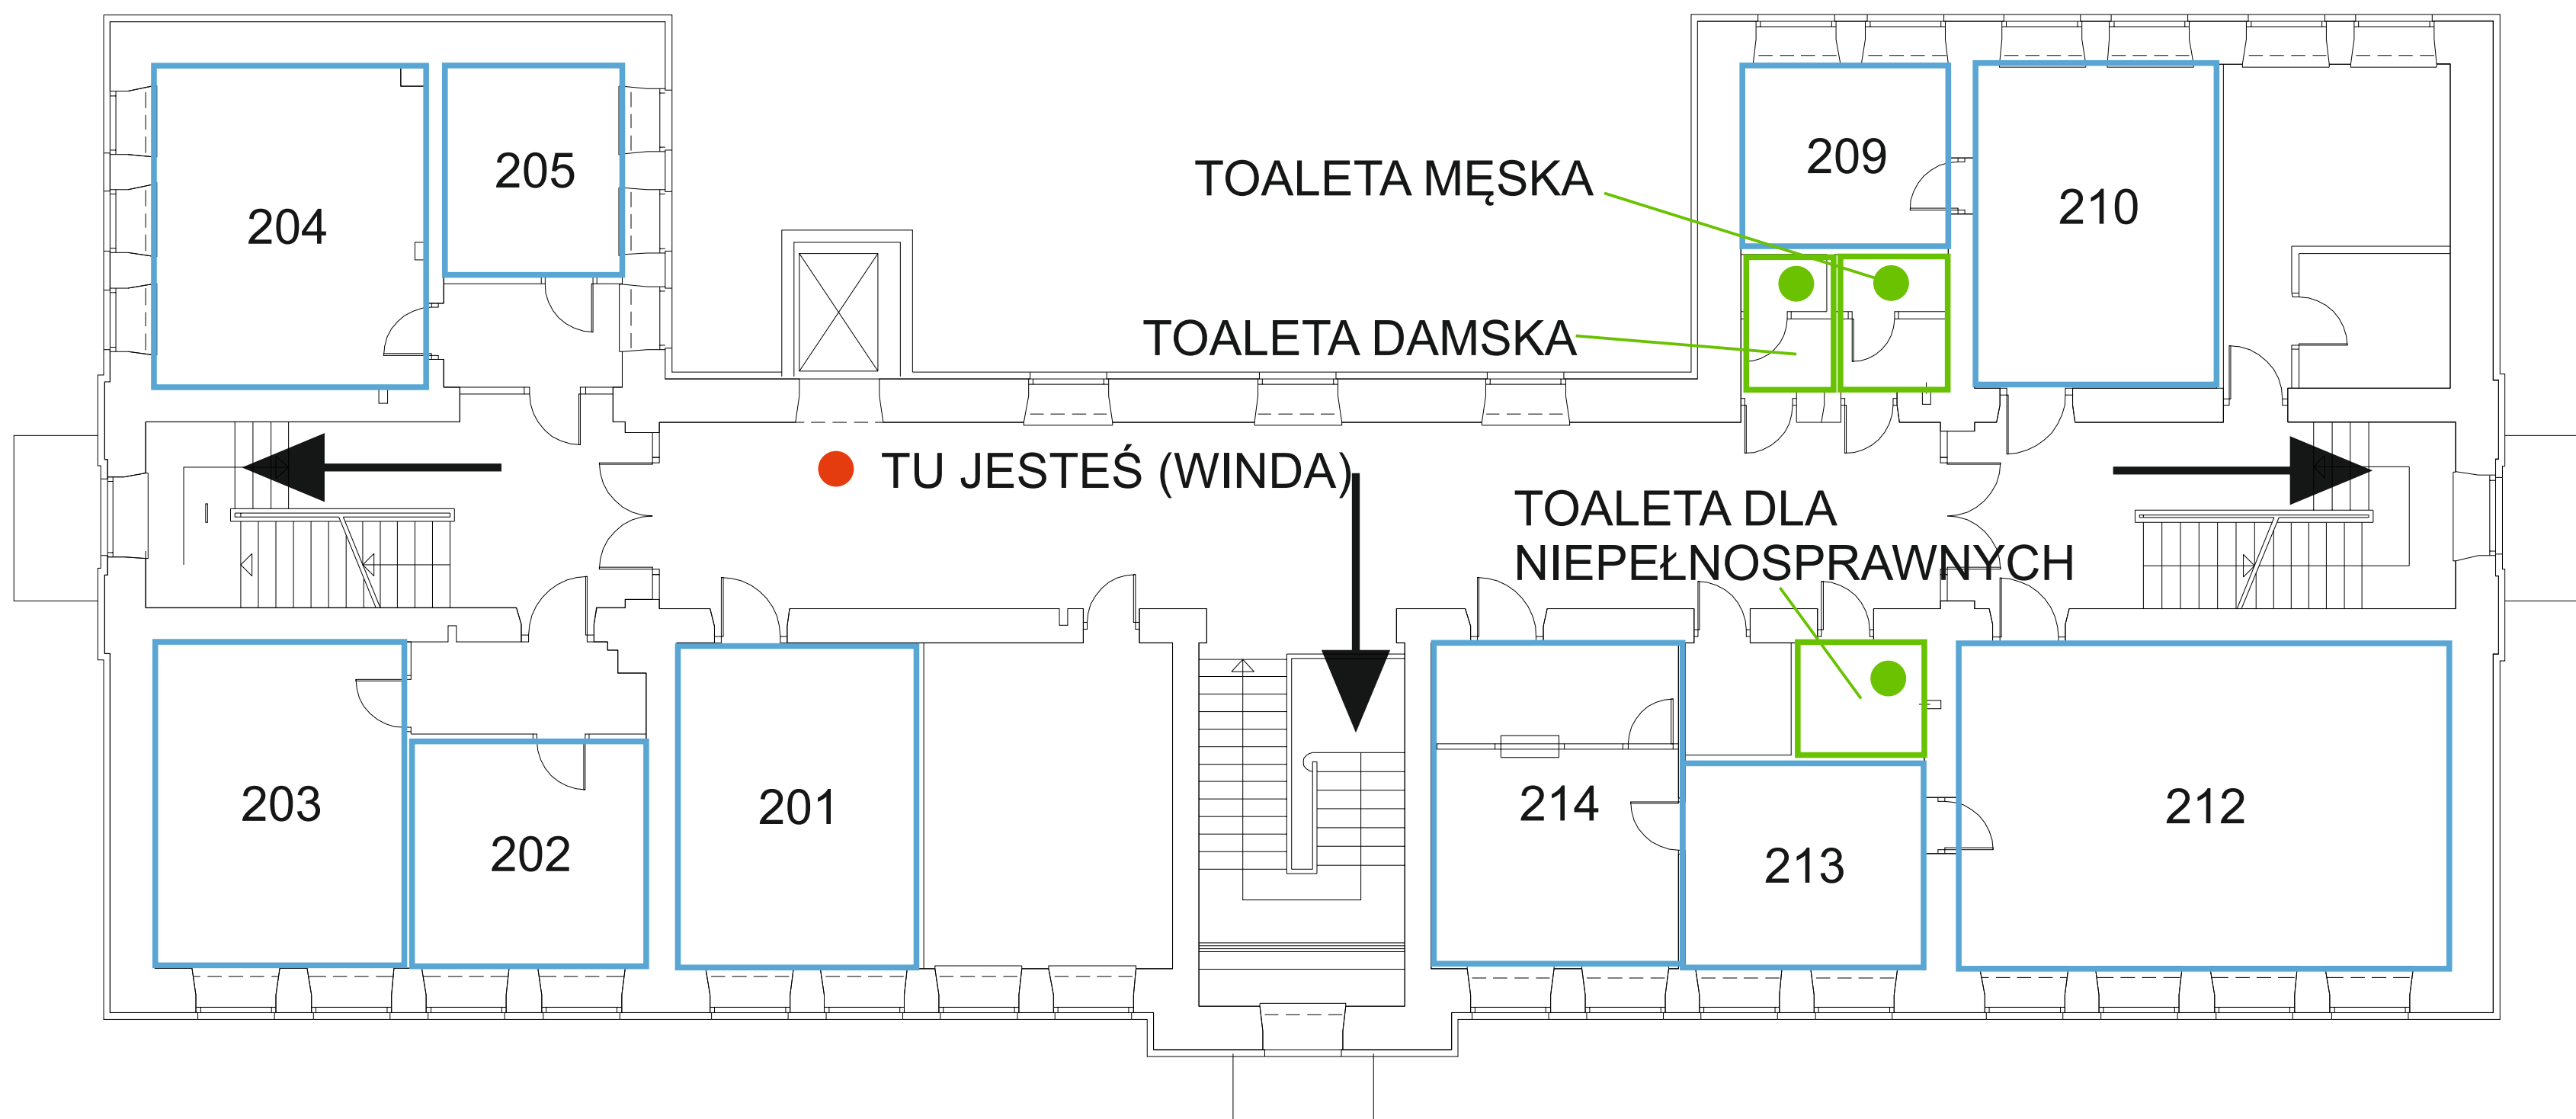 204
205
TOALETA MĘSKA
209
210
TOALETA DAMSKA
TU JESTEŚ (WINDA)
TOALETA DLA
NIEPEŁNOSPRAWNYCH
203
202
201
214
213
212